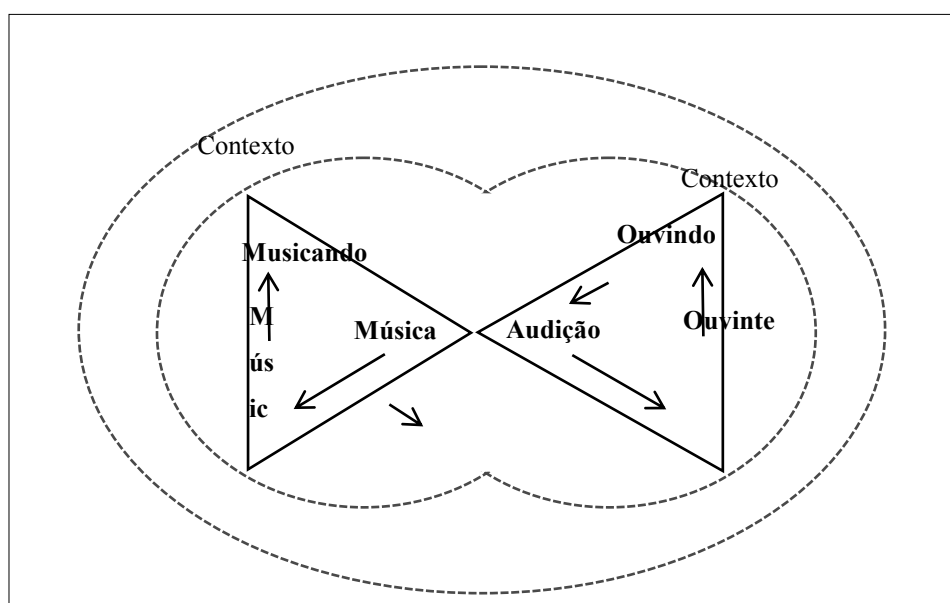 Contexto
Contexto
Musicando
Ouvindo
M
ús
ic
Música
Audição
Ouvinte